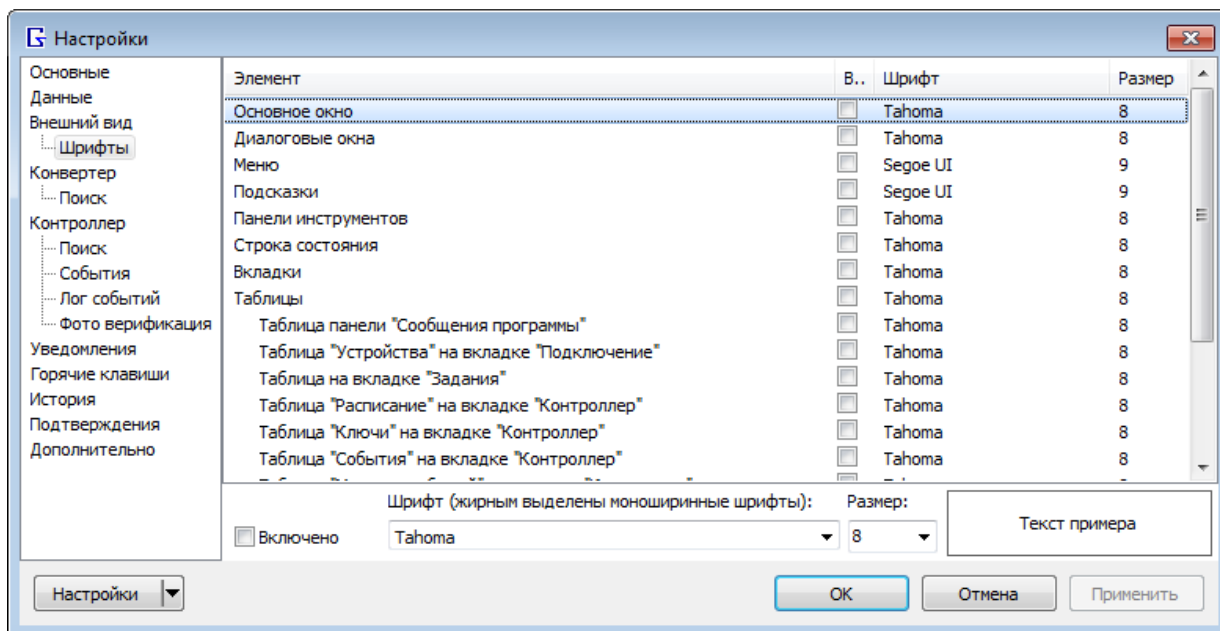 Настройки
Основные
Данные
Внешний вид
Шрифты
Конвертер
Поиск
Контроллер
Поиск
События
Лог событий
Фото верификация
Уведомления
Горячие клавиши
История
Подтверждения
Дополнительно
Элемент В.. Шрифт Размер
Основное окно Tahoma 8
Диалоговые окна Tahoma 8
Меню Segoe UI 9
Подсказки Segoe UI 9
Панели инструментов Tahoma 8
Строка состояния Tahoma 8
Вкладки Tahoma 8
Таблицы Tahoma 8
Таблица панели "Сообщения программы" Tahoma 8
Таблица "Устройства" на вкладке "Подключение" Tahoma 8
Таблица на вкладке "Задания" Tahoma 8
Таблица "Расписание" на вкладке "Контроллер" Tahoma 8
Таблица "Ключи" на вкладке "Контроллер" Tahoma 8
Таблица "События" на вкладке "Контроллер" Tahoma 8
Шрифт (жирным выделены моноширинные шрифты): Размер:
Включено Tahoma 8 Текст примера
Настройки OK Отмена Применить